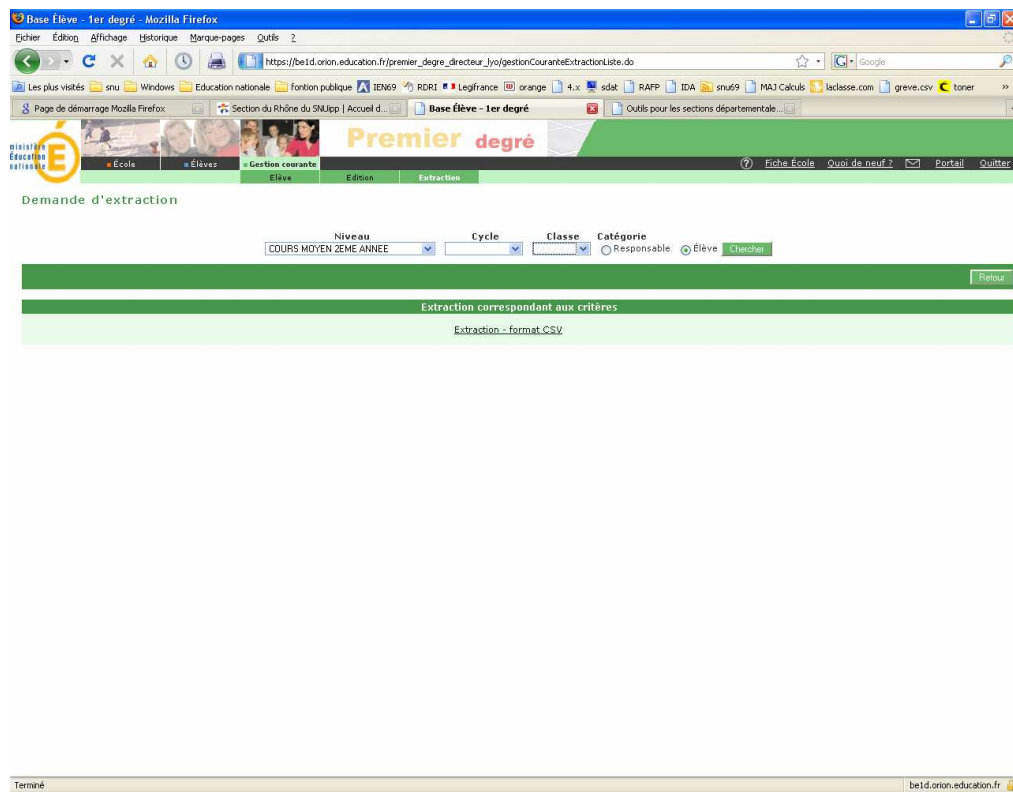 Base Élève - 1er degré - Mozilla Firefox
Fichier Édition Affichage Historique Marque-pages Outils ?
https://be1d.orion.education.fr/premier_degre_directeur_lyo/gestionCouranteExtractionListe.do Google
Les plus visités snu Windows Education nationale fontion publique IEN69 RDRI Legifrance orange 4.x sdat RAFP IDA snu69 MAJ Calculs laclasse.com greve.csv toner »
Page de démarrage Mozilla Firefox Section du Rhône du SNUipp | Accueil d... Base Élève - 1er degré Outils pour les sections départementale...
ministère
éducation
nationale
Premier degré
École Élèves Gestion courante ? Fiche École Quoi de neuf ? Portail Quitter
Elève Edition Extraction
Demande d'extraction
Niveau Cycle Classe Catégorie
COURS MOYEN 2EME ANNEE Responsable Élève Chercher
Retour
Extraction correspondant aux critères
Extraction - format CSV
Terminé be1d.orion.education.fr